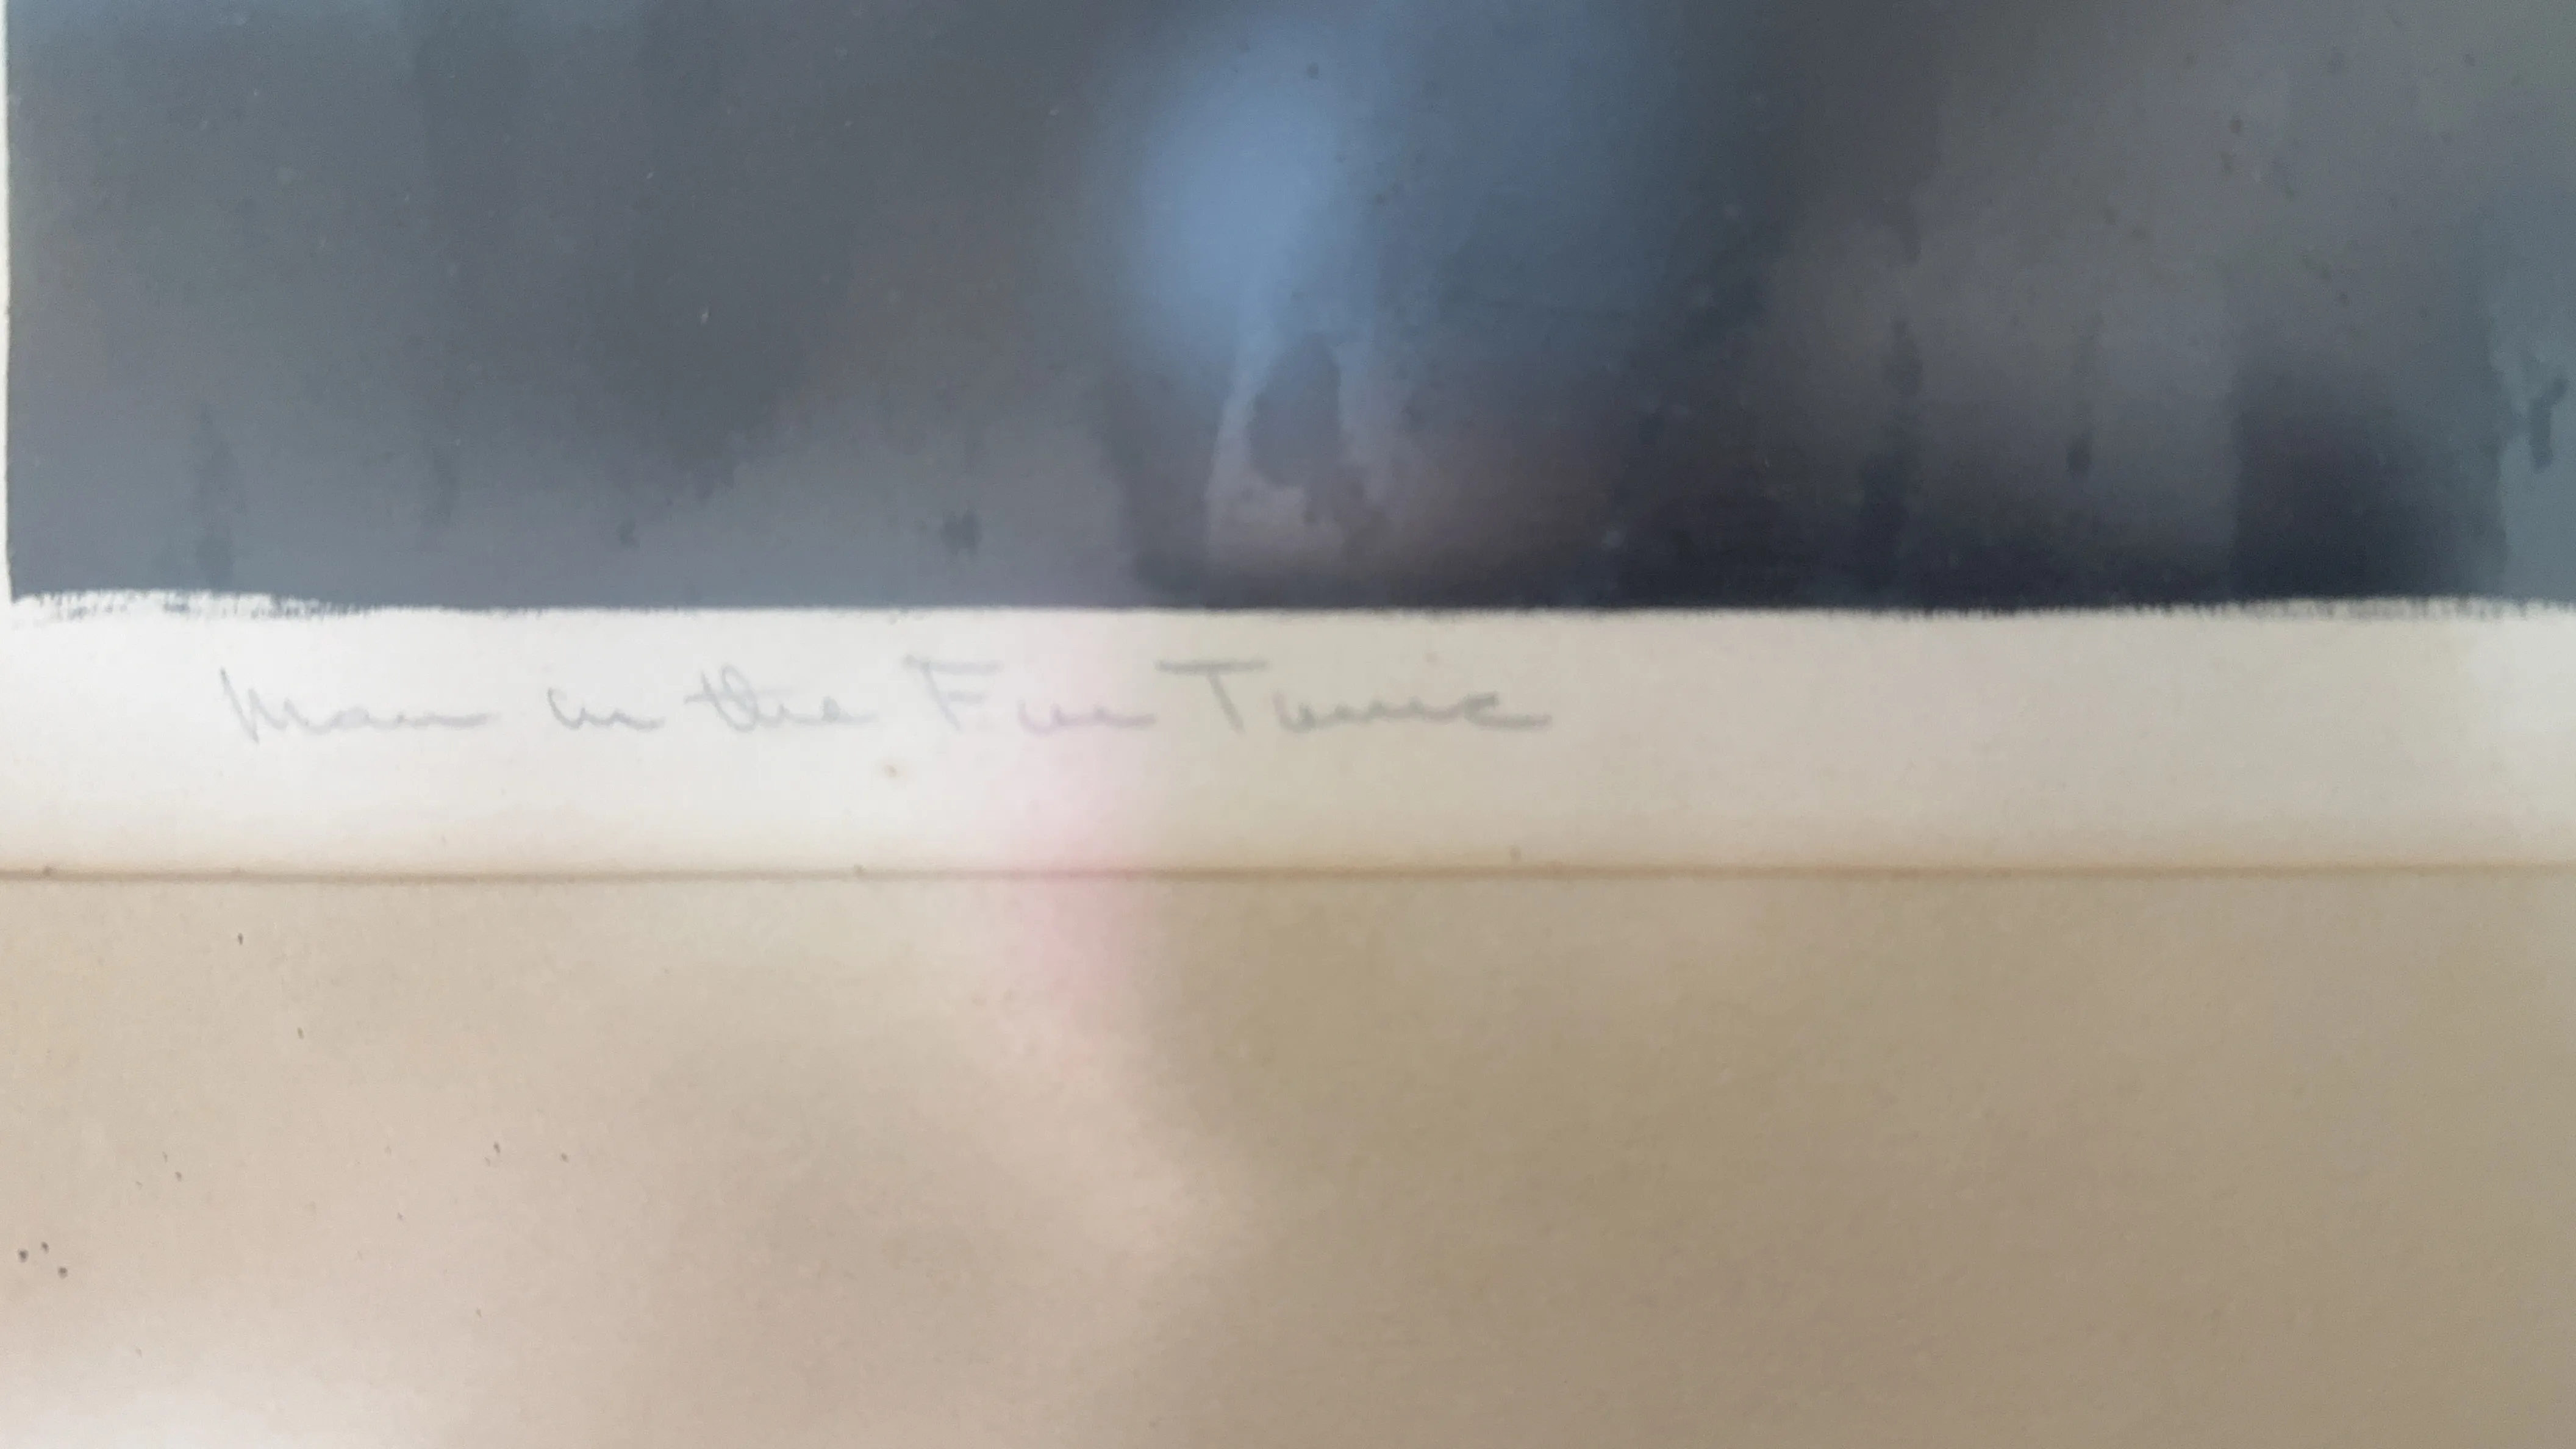 Man in the Fur Tunic